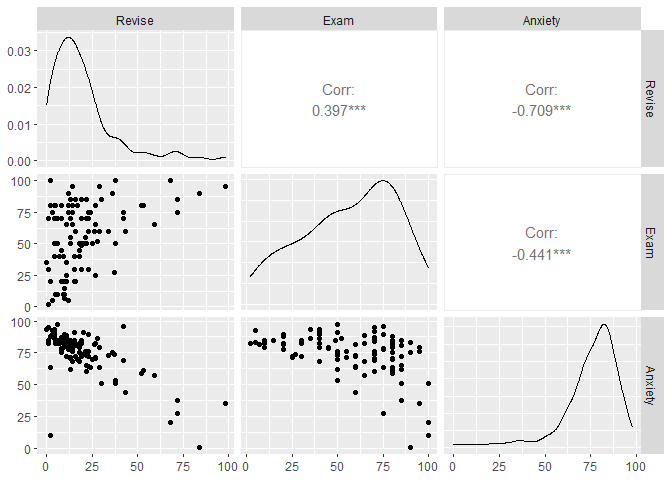 Revise Exam Anxiety
0.03
0.02
0.01
0.00
Corr:
0.397***
Corr:
-0.709***
Revise
100
75
50
25
0
Corr:
-0.441***
Exam
100
75
50
25
0
Anxiety
0 25 50 75 100 0 25 50 75 100 0 25 50 75 100